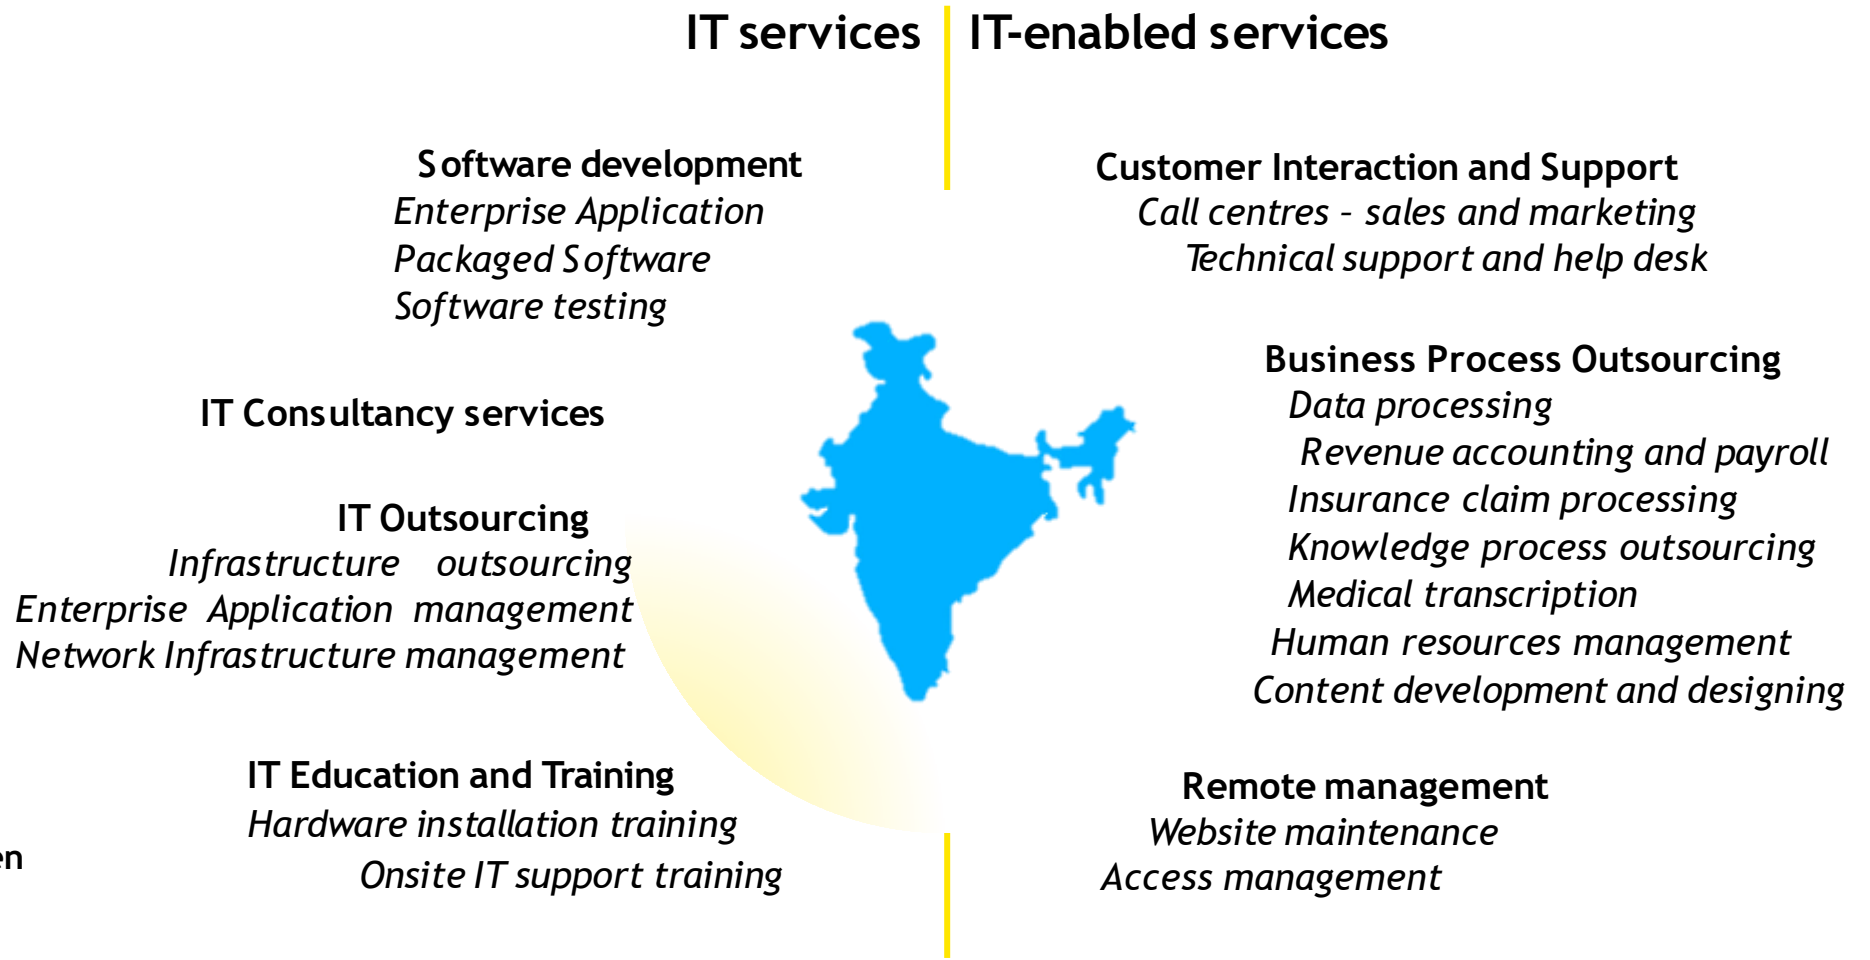 IT services
IT-enabled services
Software development
Enterprise Application
Packaged Software
Software testing
IT Consultancy services
IT Outsourcing
Infrastructure outsourcing
Enterprise Application management
Network Infrastructure management
IT Education and Training
Hardware installation training
Onsite IT support training
en
Customer Interaction and Support
Call centres – sales and marketing
Technical support and help desk
Business Process Outsourcing
Data processing
Revenue accounting and payroll
Insurance claim processing
Knowledge process outsourcing
Medical transcription
Human resources management
Content development and designing
Remote management
Website maintenance
Access management